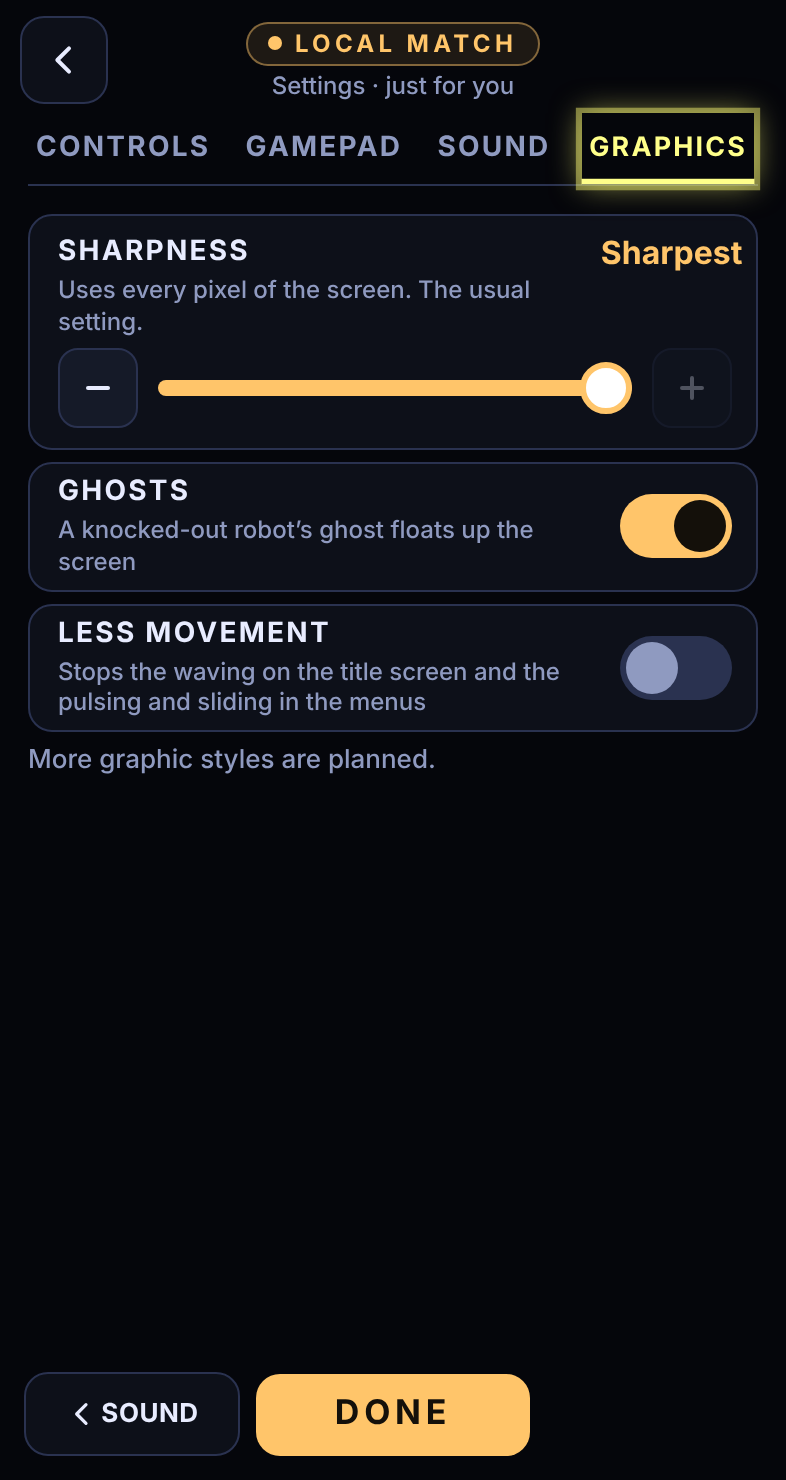 LOCAL MATCH
Settings · just for you
CONTROLS GAMEPAD SOUND GRAPHICS
SHARPNESS
Sharpest
Uses every pixel of the screen. The usual
setting.
GHOSTS
A knocked-out robot’s ghost floats up the
screen
LESS MOVEMENT
Stops the waving on the title screen and the
pulsing and sliding in the menus
More graphic styles are planned.
SOUND
DONE